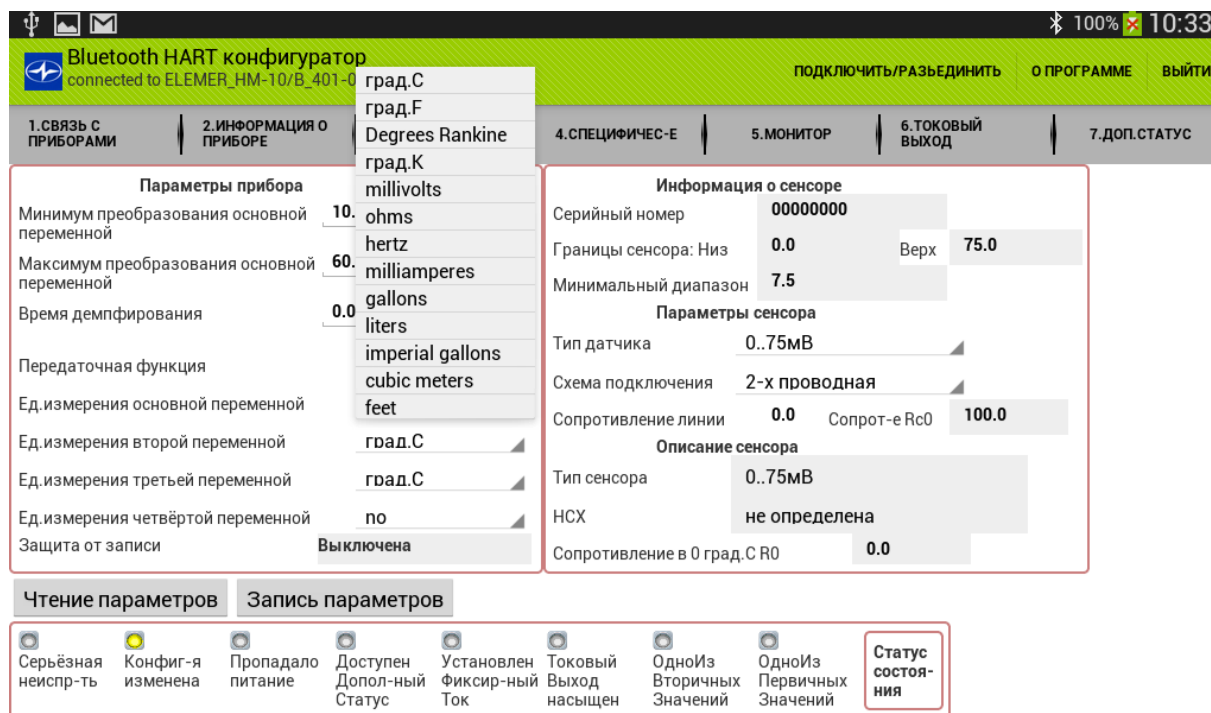 100% 10:33
Bluetooth HART конфигуратор
connected to ELEMER_HM-10/B_401-0
ПОДКЛЮЧИТЬ/РАЗЬЕДИНИТЬ О ПРОГРАММЕ ВЫЙТИ
1.СВЯЗЬ С ПРИБОРАМИ
2.ИНФОРМАЦИЯ О ПРИБОРЕ
4.СПЕЦИФИЧЕС-Е
5.МОНИТОР
6.ТОКОВЫЙ ВЫХОД
7.ДОП.СТАТУС
град.C
град.F
Degrees Rankine
град.K
millivolts
ohms
hertz
milliamperes
gallons
liters
imperial gallons
cubic meters
feet
Параметры прибора
Минимум преобразования основной 10.
переменной
Максимум преобразования основной 60.
переменной
Время демпфирования 0.0
Передаточная функция
Ед.измерения основной переменной
Ед.измерения второй переменной град.C
Ед.измерения третьей переменной град.C
Ед.измерения четвёртой переменной no
Защита от записи Выключена
Информация о сенсоре
Серийный номер 00000000
Границы сенсора: Низ 0.0 Верх 75.0
Минимальный диапазон 7.5
Параметры сенсора
Тип датчика 0..75мВ
Схема подключения 2-х проводная
Сопротивление линии 0.0 Сопрот-е Rc0 100.0
Описание сенсора
Тип сенсора 0..75мВ
НСХ не определена
Сопротивление в 0 град.C R0 0.0
Чтение параметров Запись параметров
Серьёзная
неиспр-ть
Конфиг-я
изменена
Пропадало
питание
Доступен
Допол-ный
Статус
Установлен
Фиксир-ный
Ток
Токовый
Выход
насыщен
ОдноИз
Вторичных
Значений
ОдноИз
Первичных
Значений
Статус
состоя-
ния